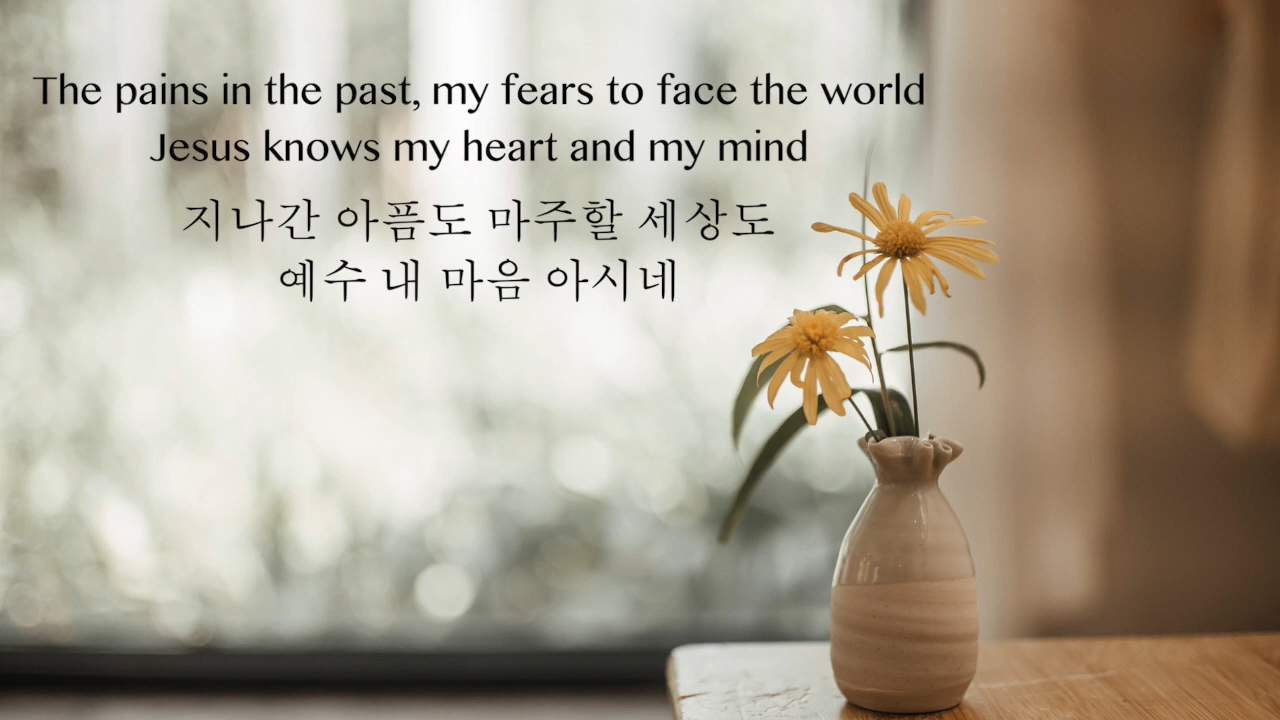 The pains in the past, my fears to face the world
Jesus knows my heart and my mind
지나간 아픔도 마주할 세상도
예수 내 마음 아시네